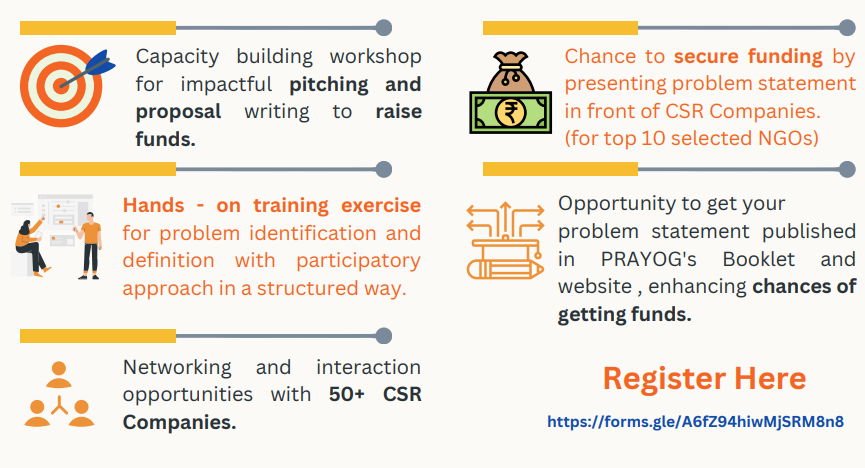 Capacity building workshop
for impactful pitching and
proposal writing to raise
funds.
Hands - on training exercise
for problem identification and
definition with participatory
approach in a structured way.
Networking and interaction
opportunities with 50+ CSR
Companies.
Chance to secure funding by
presenting problem statement
in front of CSR Companies.
(for top 10 selected NGOs)
₹
Opportunity to get your
problem statement published
in PRAYOG's Booklet and
website , enhancing chances of
getting funds.
Register Here
https://forms.gle/A6fZ94hiwMjSRM8n8